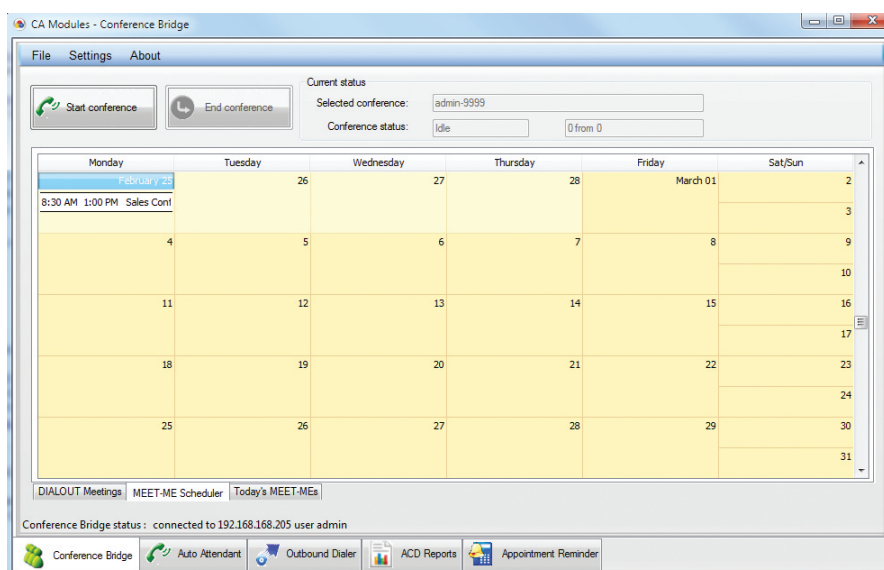 CA Modules - Conference Bridge
File Settings About
Current status
Start conference End conference Selected conference: admin-9999
Conference status: Idle 0 from 0
Monday Tuesday Wednesday Thursday Friday Sat/Sun
February 25 26 27 28 March 01 2
8:30 AM 1:00 PM Sales Conf
3
4 5 6 7 8 9
10
11 12 13 14 15 16
17
18 19 20 21 22 23
24
25 26 27 28 29 30
31
DIALOUT Meetings MEET-ME Scheduler Today's MEET-MEs
Conference Bridge status : connected to 192.168.168.205 user admin
Conference Bridge Auto Attendant Outbound Dialer ACD Reports Appointment Reminder